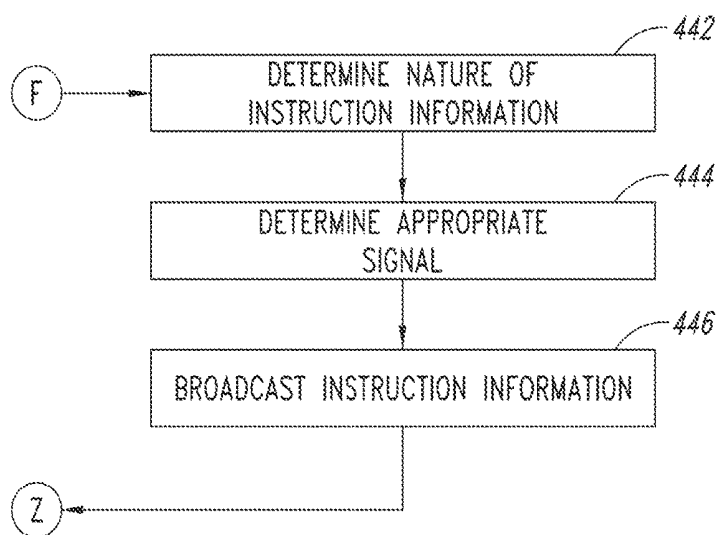 442
F
DETERMINE NATURE OF
INSTRUCTION INFORMATION
444
DETERMINE APPROPRIATE
SIGNAL
446
BROADCAST INSTRUCTION INFORMATION
Z